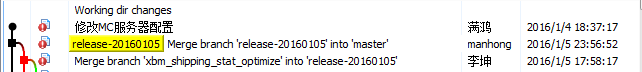 Working dir changes
修改MC服务器配置 满鸿 2016/1/4 18:37:17
release-20160105 Merge branch 'release-20160105' into 'master' manhong 2016/1/5 23:56:52
Merge branch 'xbm_shipping_stat_optimize' into 'release-20160105' 李坤 2016/1/5 17:58:17